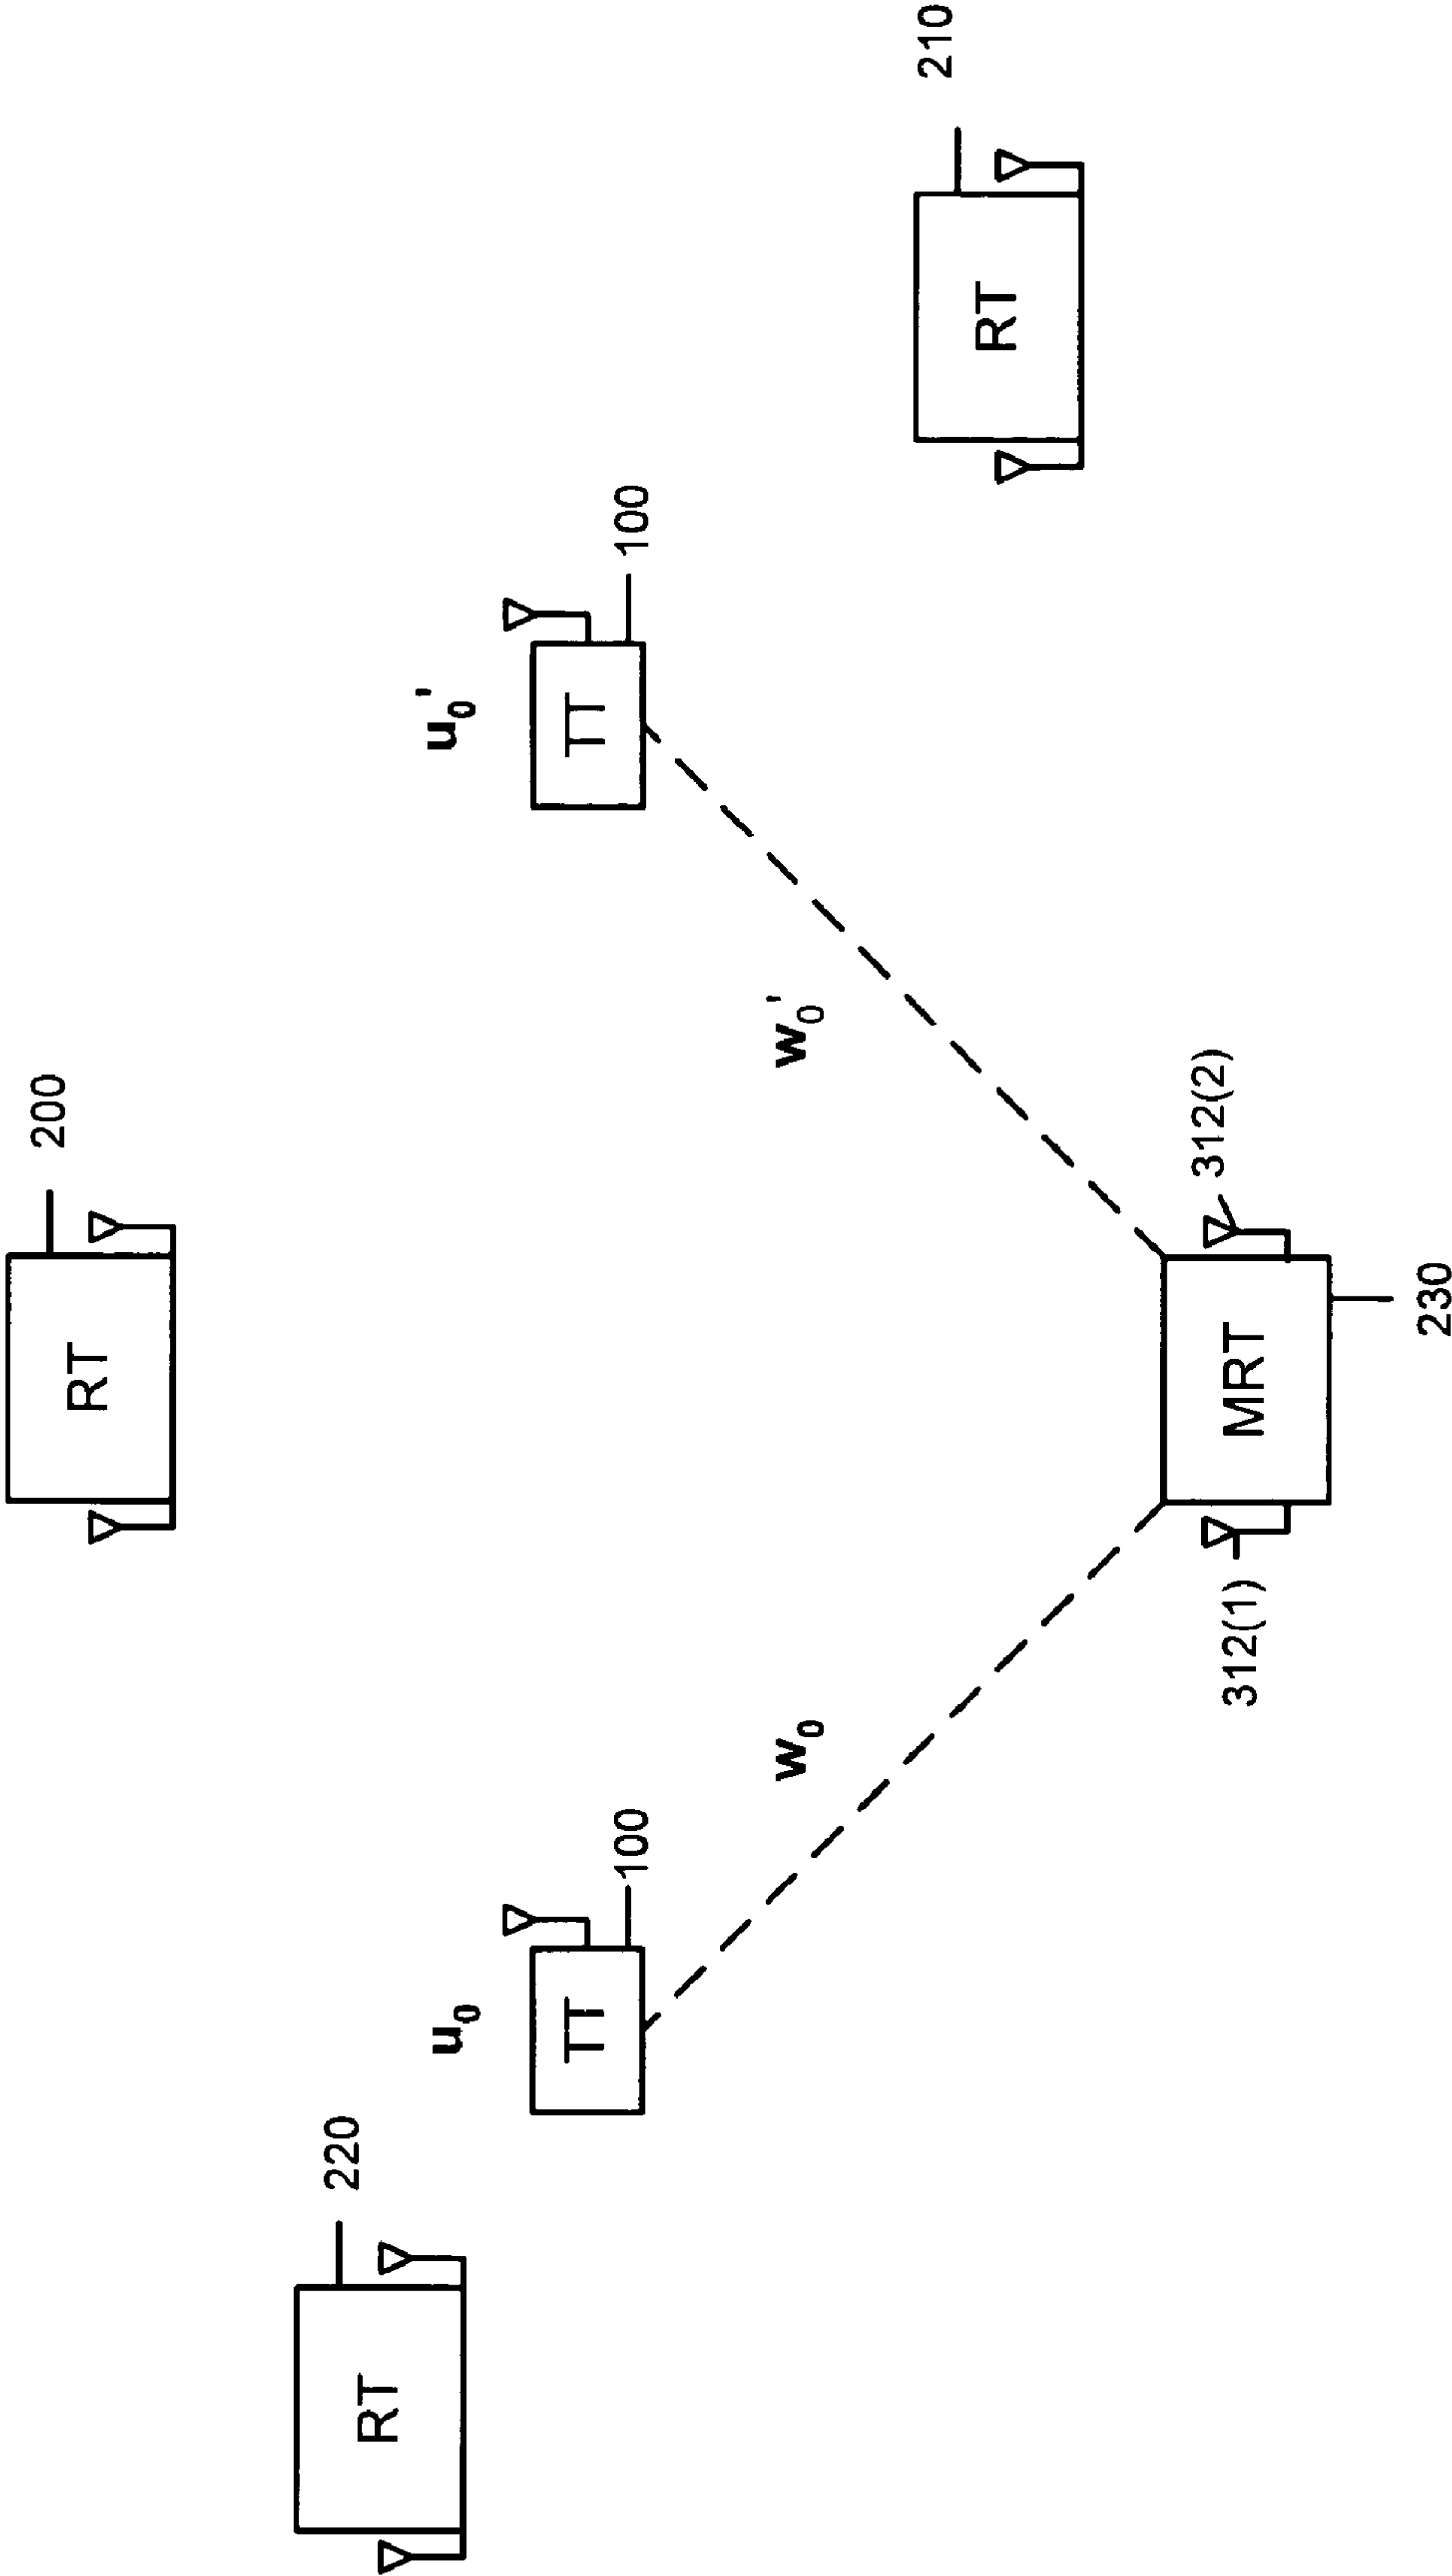 200
RT
220
RT
u₀
TT
100
u₀'
TT
100
w₀
w₀'
210
RT
312(1)
MRT
312(2)
230